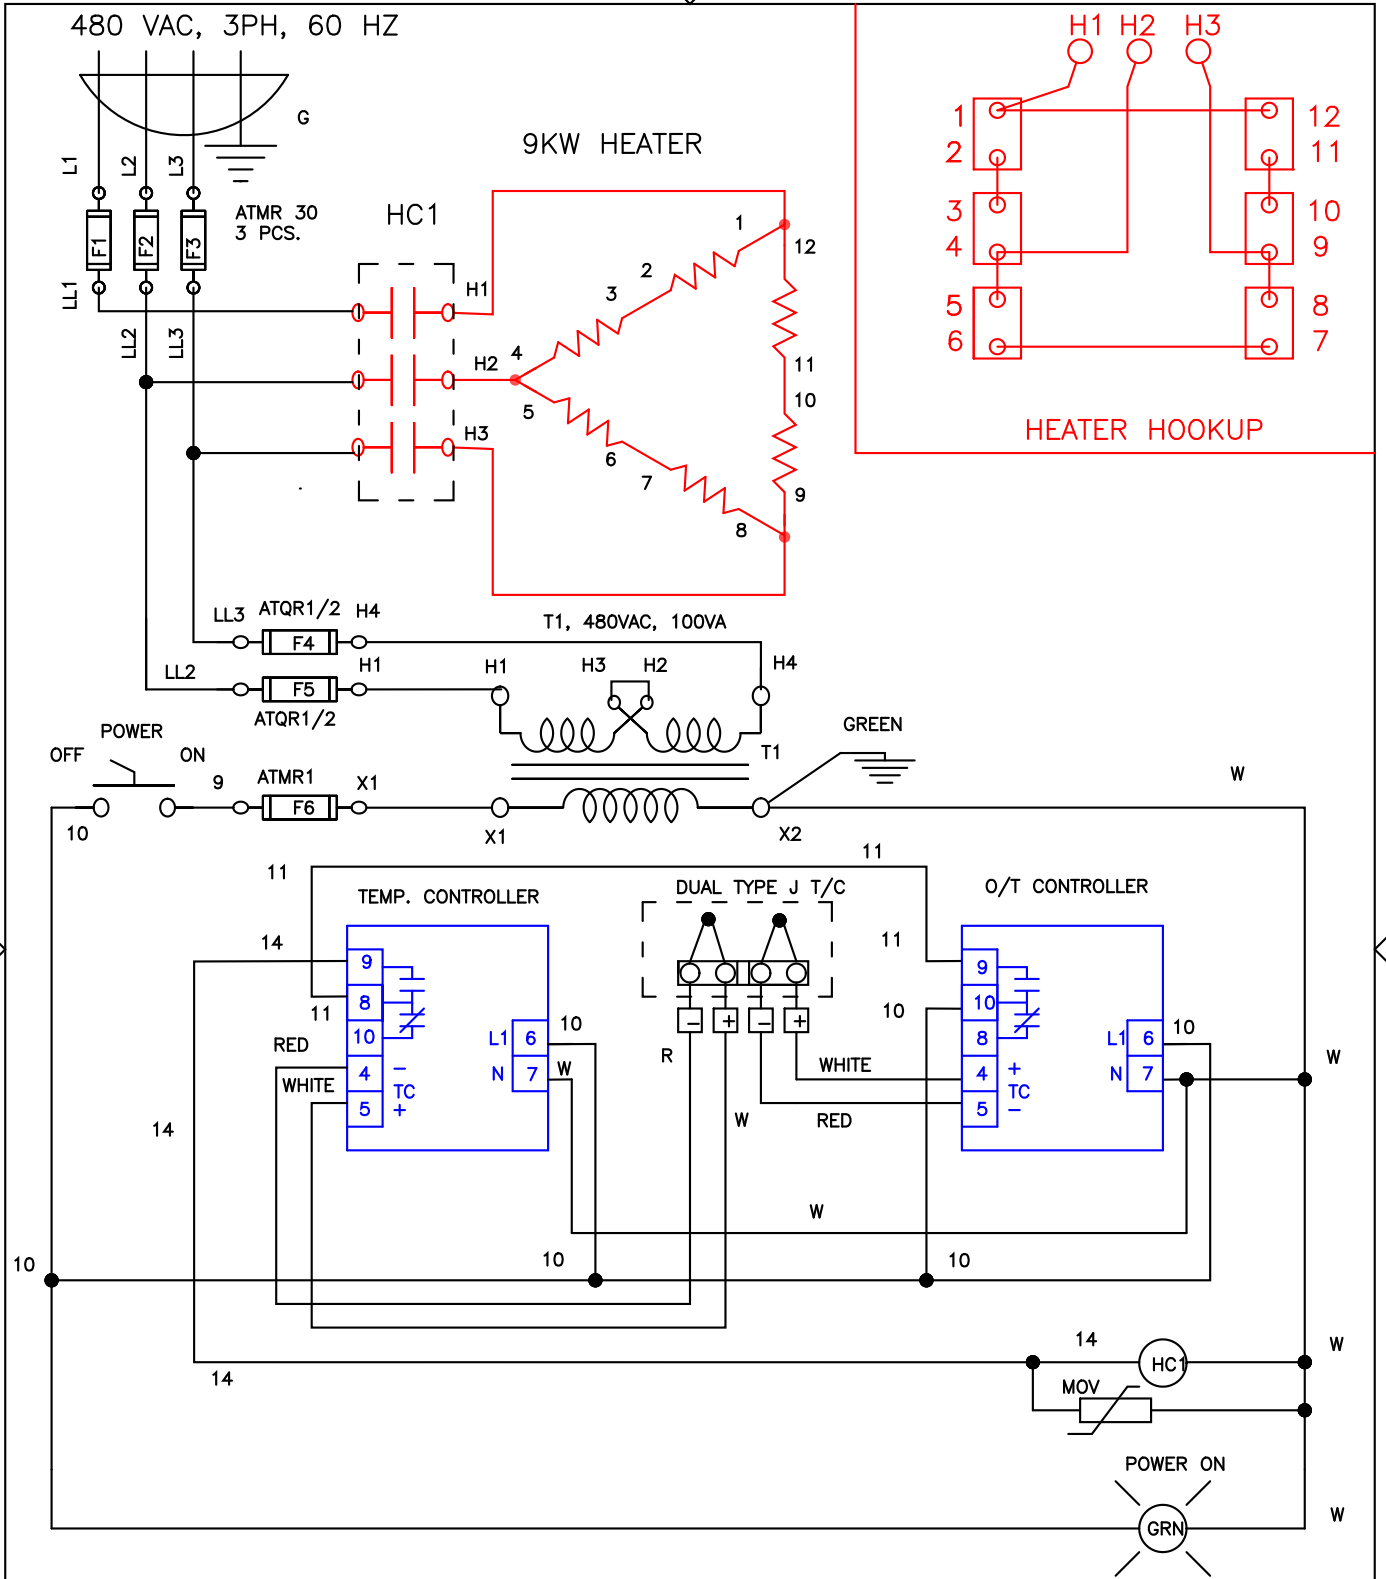 480 VAC, 3PH, 60 HZ
H1 H2 H3
G
1 12
2 11
3 10
4 9
5 8
6 7
HEATER HOOKUP
9KW HEATER
L1 L2 L3
ATMR 30
3 PCS.
HC1
F1 F2 F3
LL1 LL2 LL3
H1
H2
H3
1
12
2
3
4
11
10
5
6
7
9
8
LL3 ATQR1/2 H4
F4
T1, 480VAC, 100VA
LL2 H1
F5
ATQR1/2
H1 H3 H2 H4
T1
GREEN
POWER
OFF ON
10
9 ATMR1 X1
F6
X1 X2
W
11 11
TEMP. CONTROLLER
DUAL TYPE J T/C
O/T CONTROLLER
14 11
9
8
10
4 −
TC
5 +
11
RED
WHITE
L1 6 10
N 7 W
− + − +
R
W
WHITE
RED
10
9
10
8
4 +
TC
5 −
L1 6 10
N 7
W
14
W
10 10 10
14
14 HC1 W
MOV
POWER ON
GRN
W